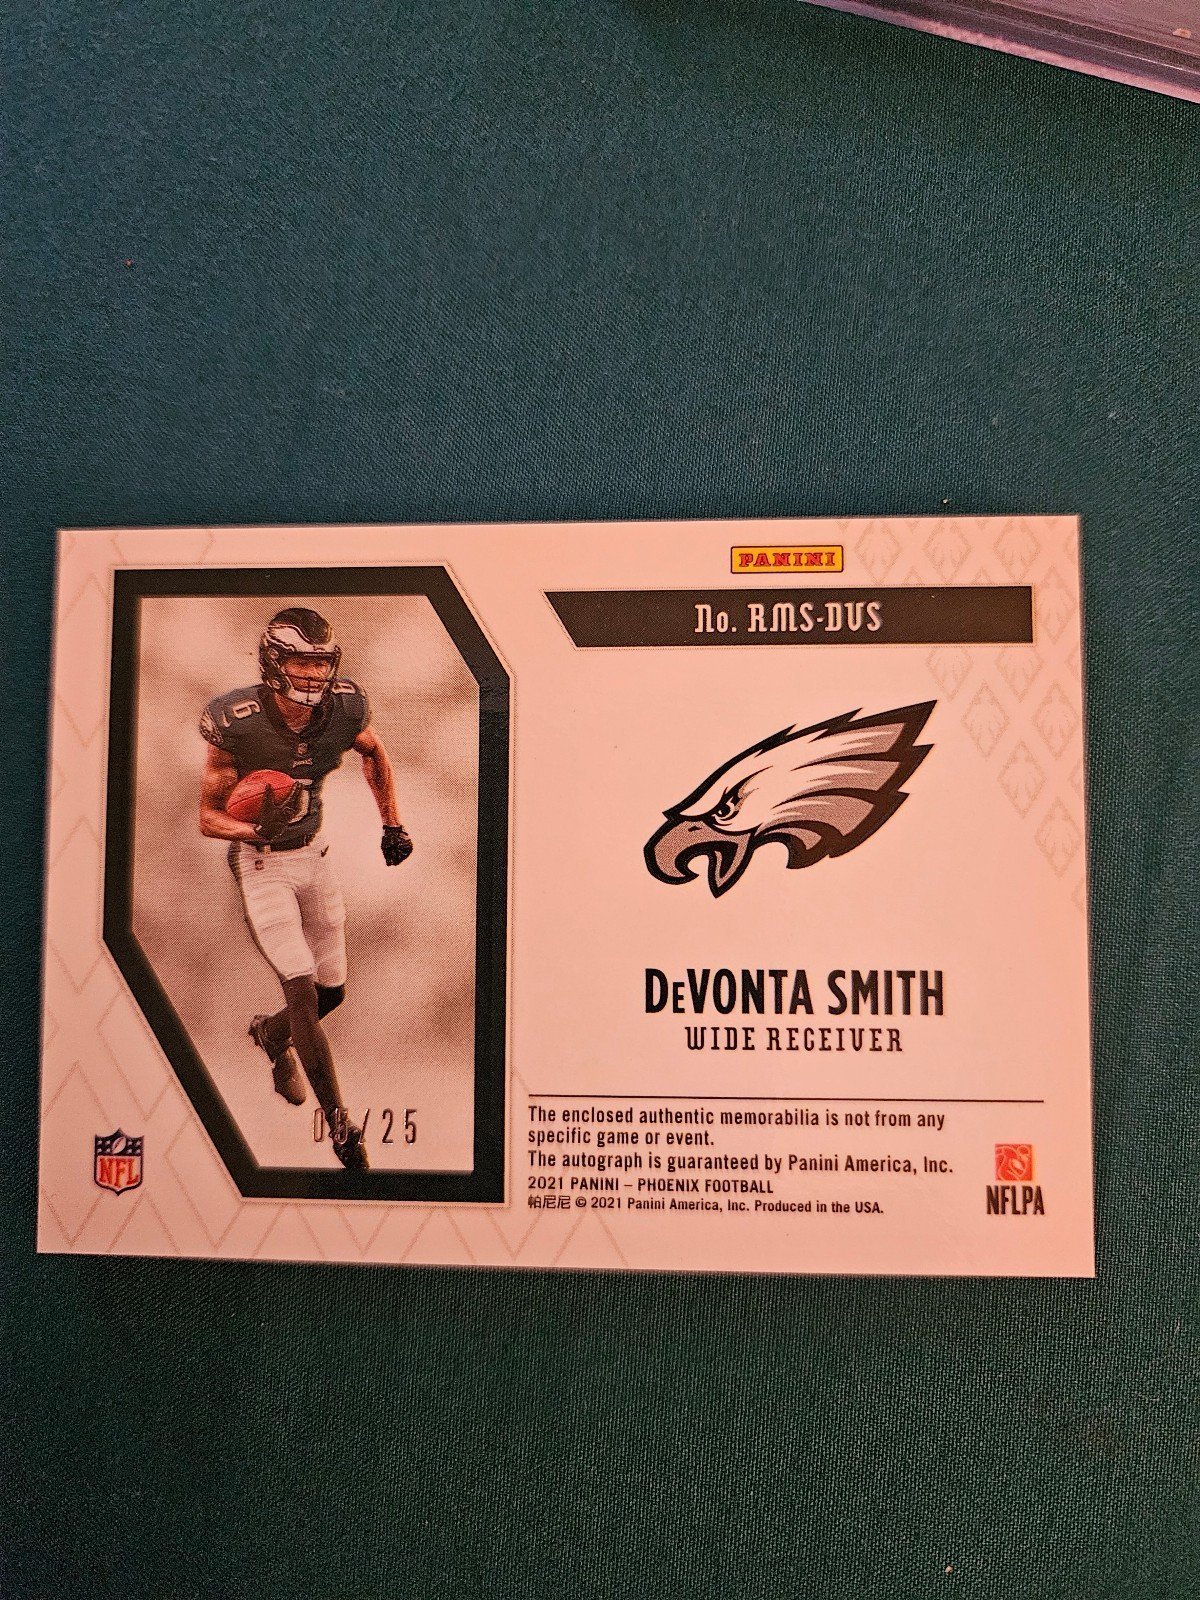 PANINI
No. RMS-DVS
6
6
DeVONTA SMITH
WIDE RECEIVER
/25
The enclosed authentic memorabilia is not from any
specific game or event.
The autograph is guaranteed by Panini America, Inc.
2021 PANINI – PHOENIX FOOTBALL
帕尼尼 © 2021 Panini America, Inc. Produced in the USA.
NFL
NFLPA